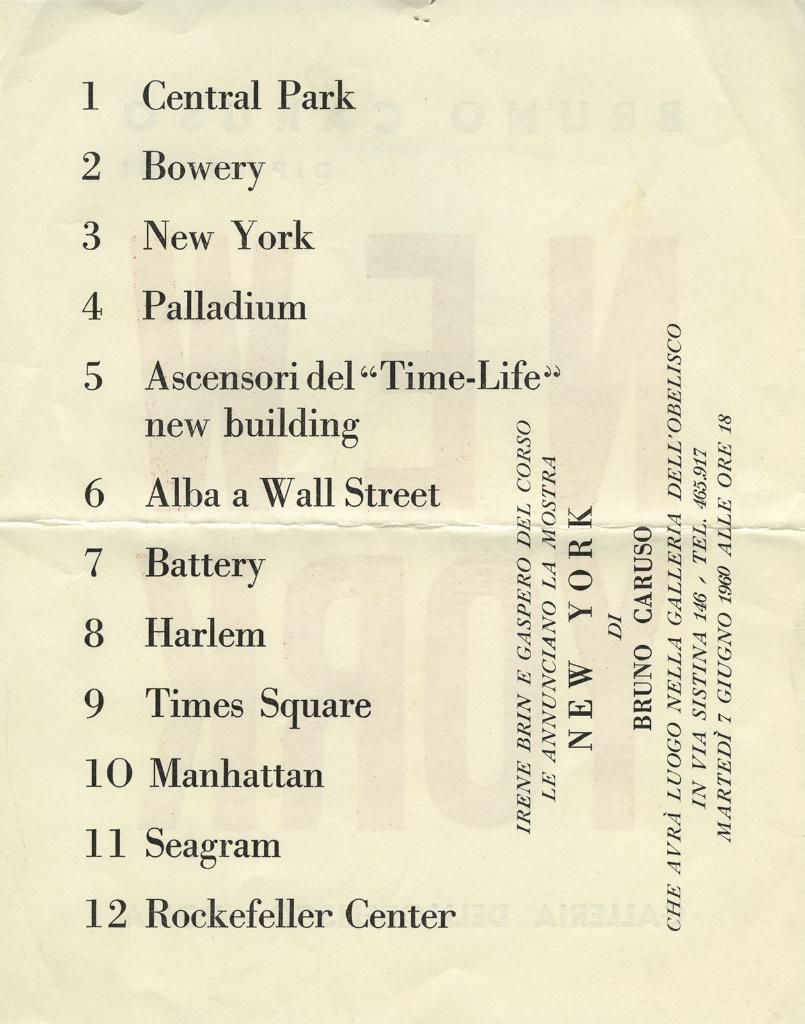 1 Central Park
2 Bowery
3 New York
4 Palladium
5 Ascensori del “Time-Life”
new building
6 Alba a Wall Street
7 Battery
8 Harlem
9 Times Square
10 Manhattan
11 Seagram
12 Rockefeller Center
IRENE BRIN E GASPERO DEL CORSO
LE ANNUNCIANO LA MOSTRA
NEW YORK
DI
BRUNO CARUSO
CHE AVRÀ LUOGO NELLA GALLERIA DELL'OBELISCO
IN VIA SISTINA 146 - TEL. 465.917
MARTEDÌ 7 GIUGNO 1960 ALLE ORE 18